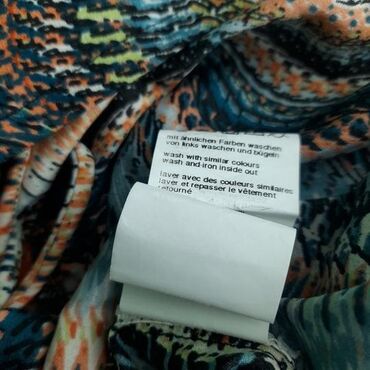 mit ähnlichen Farben waschen
von links waschen und bügeln
wash with similar colours
wash and iron inside out
laver avec des couleurs similaires
laver et repasser le vêtement
retourné